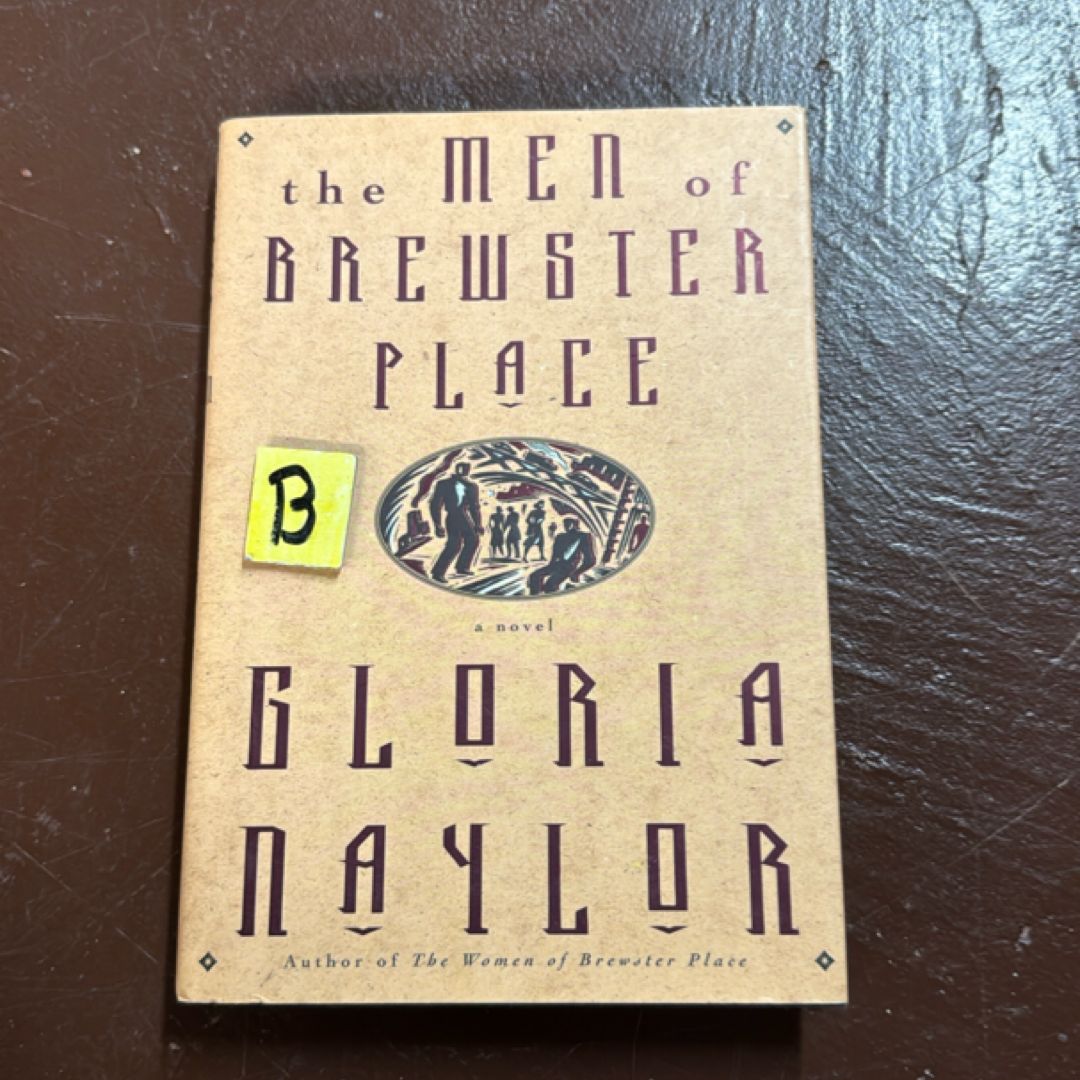 the MEN of
BREWSTER
PLACE
B
a novel
GLORIA
NAYLOR
Author of The Women of Brewster Place